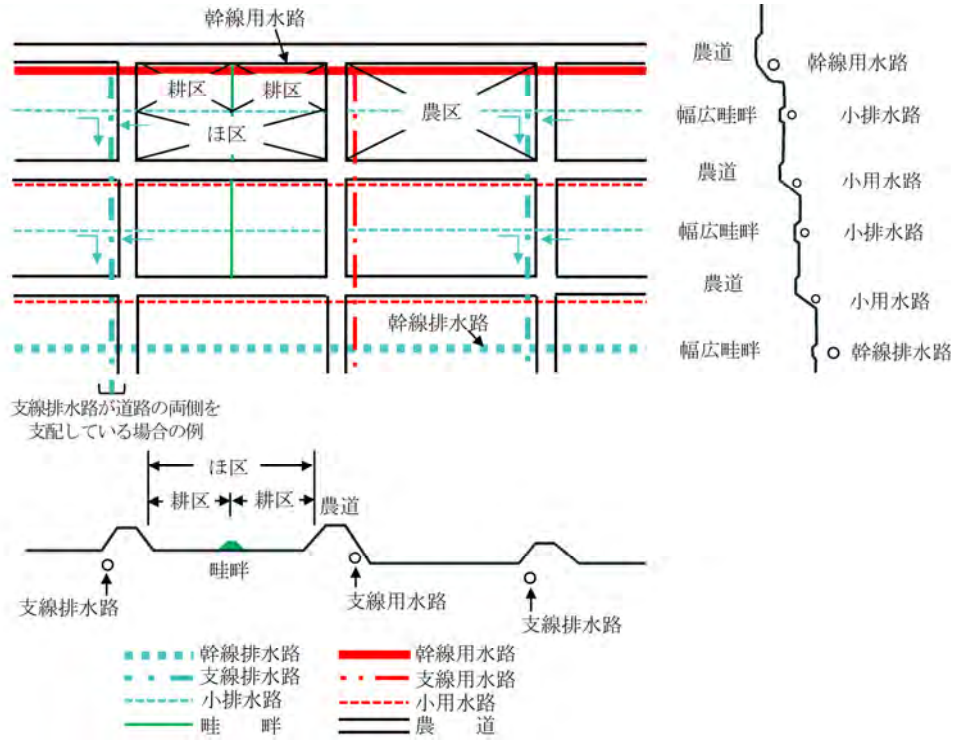 幹線用水路
耕区
耕区
ほ区
農区
幹線排水路
支線排水路が道路の両側を
支配している場合の例
農道
幹線用水路
幅広畦畔
小排水路
農道
小用水路
幅広畦畔
小排水路
農道
小用水路
幅広畦畔
幹線排水路
ほ区
耕区
耕区
農道
畦畔
支線排水路
支線用水路
支線排水路
幹線排水路
幹線用水路
支線排水路
支線用水路
小排水路
小用水路
畦　畔
農　道